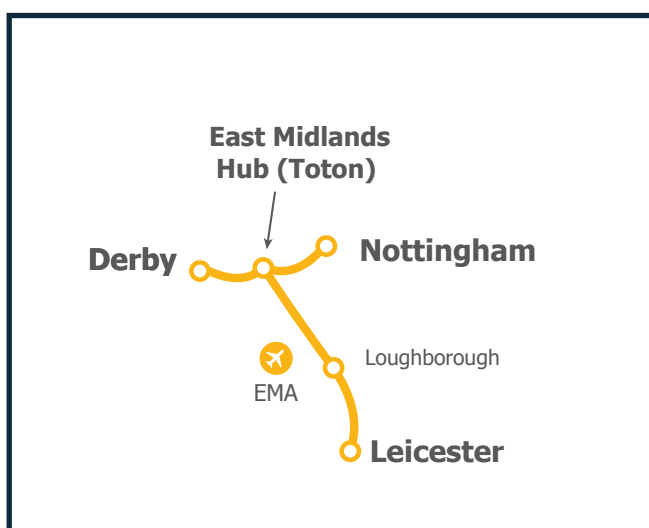 East Midlands
Hub (Toton)
Derby
Nottingham
Loughborough
EMA
Leicester